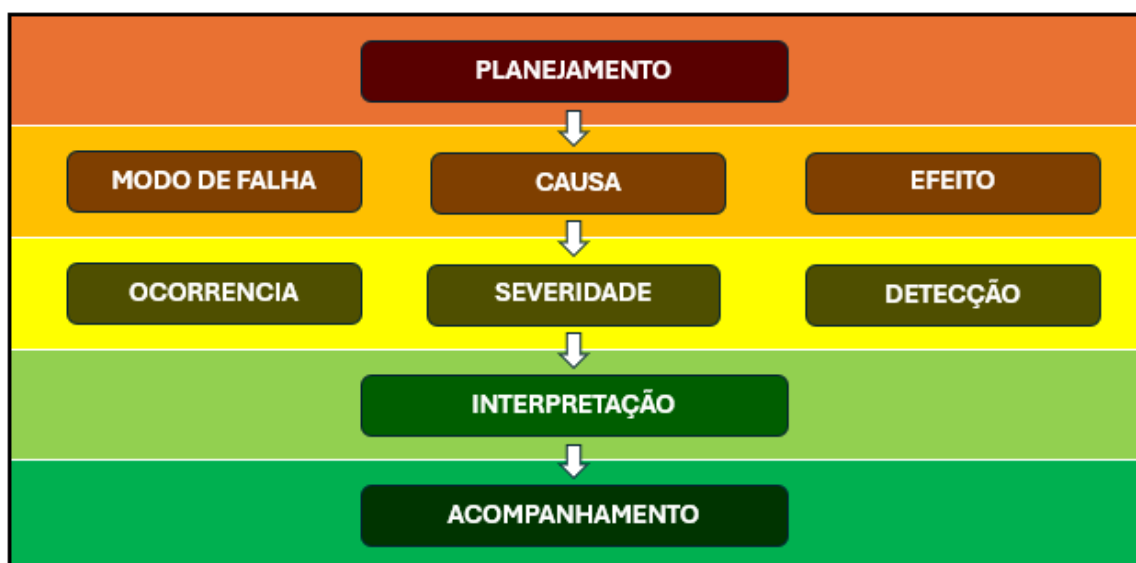 PLANEJAMENTO
MODO DE FALHA
CAUSA
EFEITO
OCORRENCIA
SEVERIDADE
DETECÇÃO
INTERPRETAÇÃO
ACOMPANHAMENTO